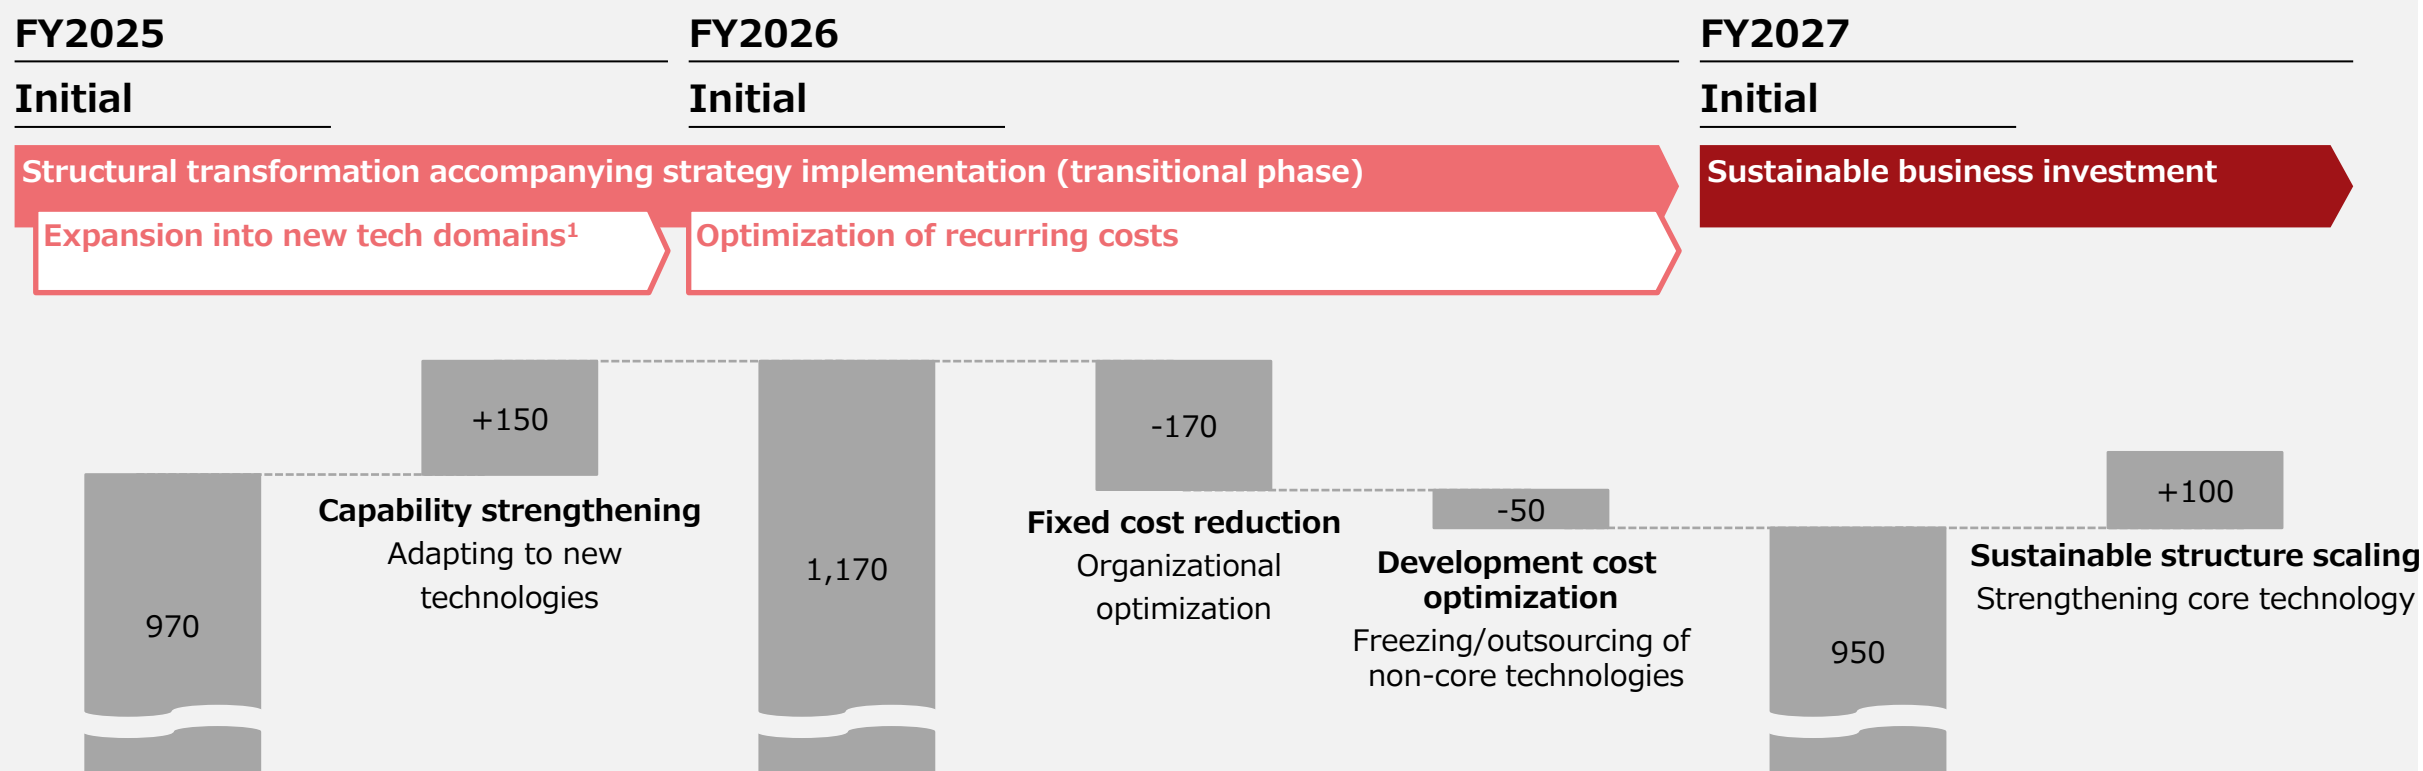 FY2025
FY2026
FY2027
Initial
Initial
Initial
Structural transformation accompanying strategy implementation (transitional phase)
Sustainable business investment
Expansion into new tech domains¹
Optimization of recurring costs
970
+150
Capability strengthening
Adapting to new
technologies
1,170
-170
Fixed cost reduction
Organizational
optimization
-50
Development cost
optimization
Freezing/outsourcing of
non-core technologies
950
+100
Sustainable structure scaling
Strengthening core technology